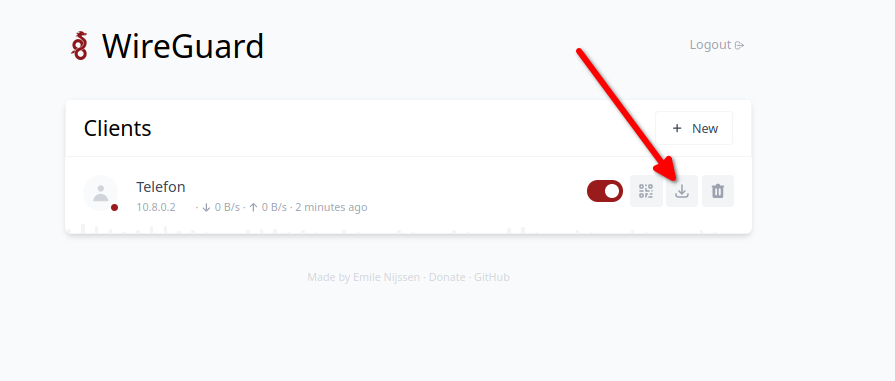 WireGuard
Logout
Clients
+ New
Telefon
10.8.0.2 · ↓ 0 B/s · ↑ 0 B/s · 2 minutes ago
Made by Emile Nijssen · Donate · GitHub